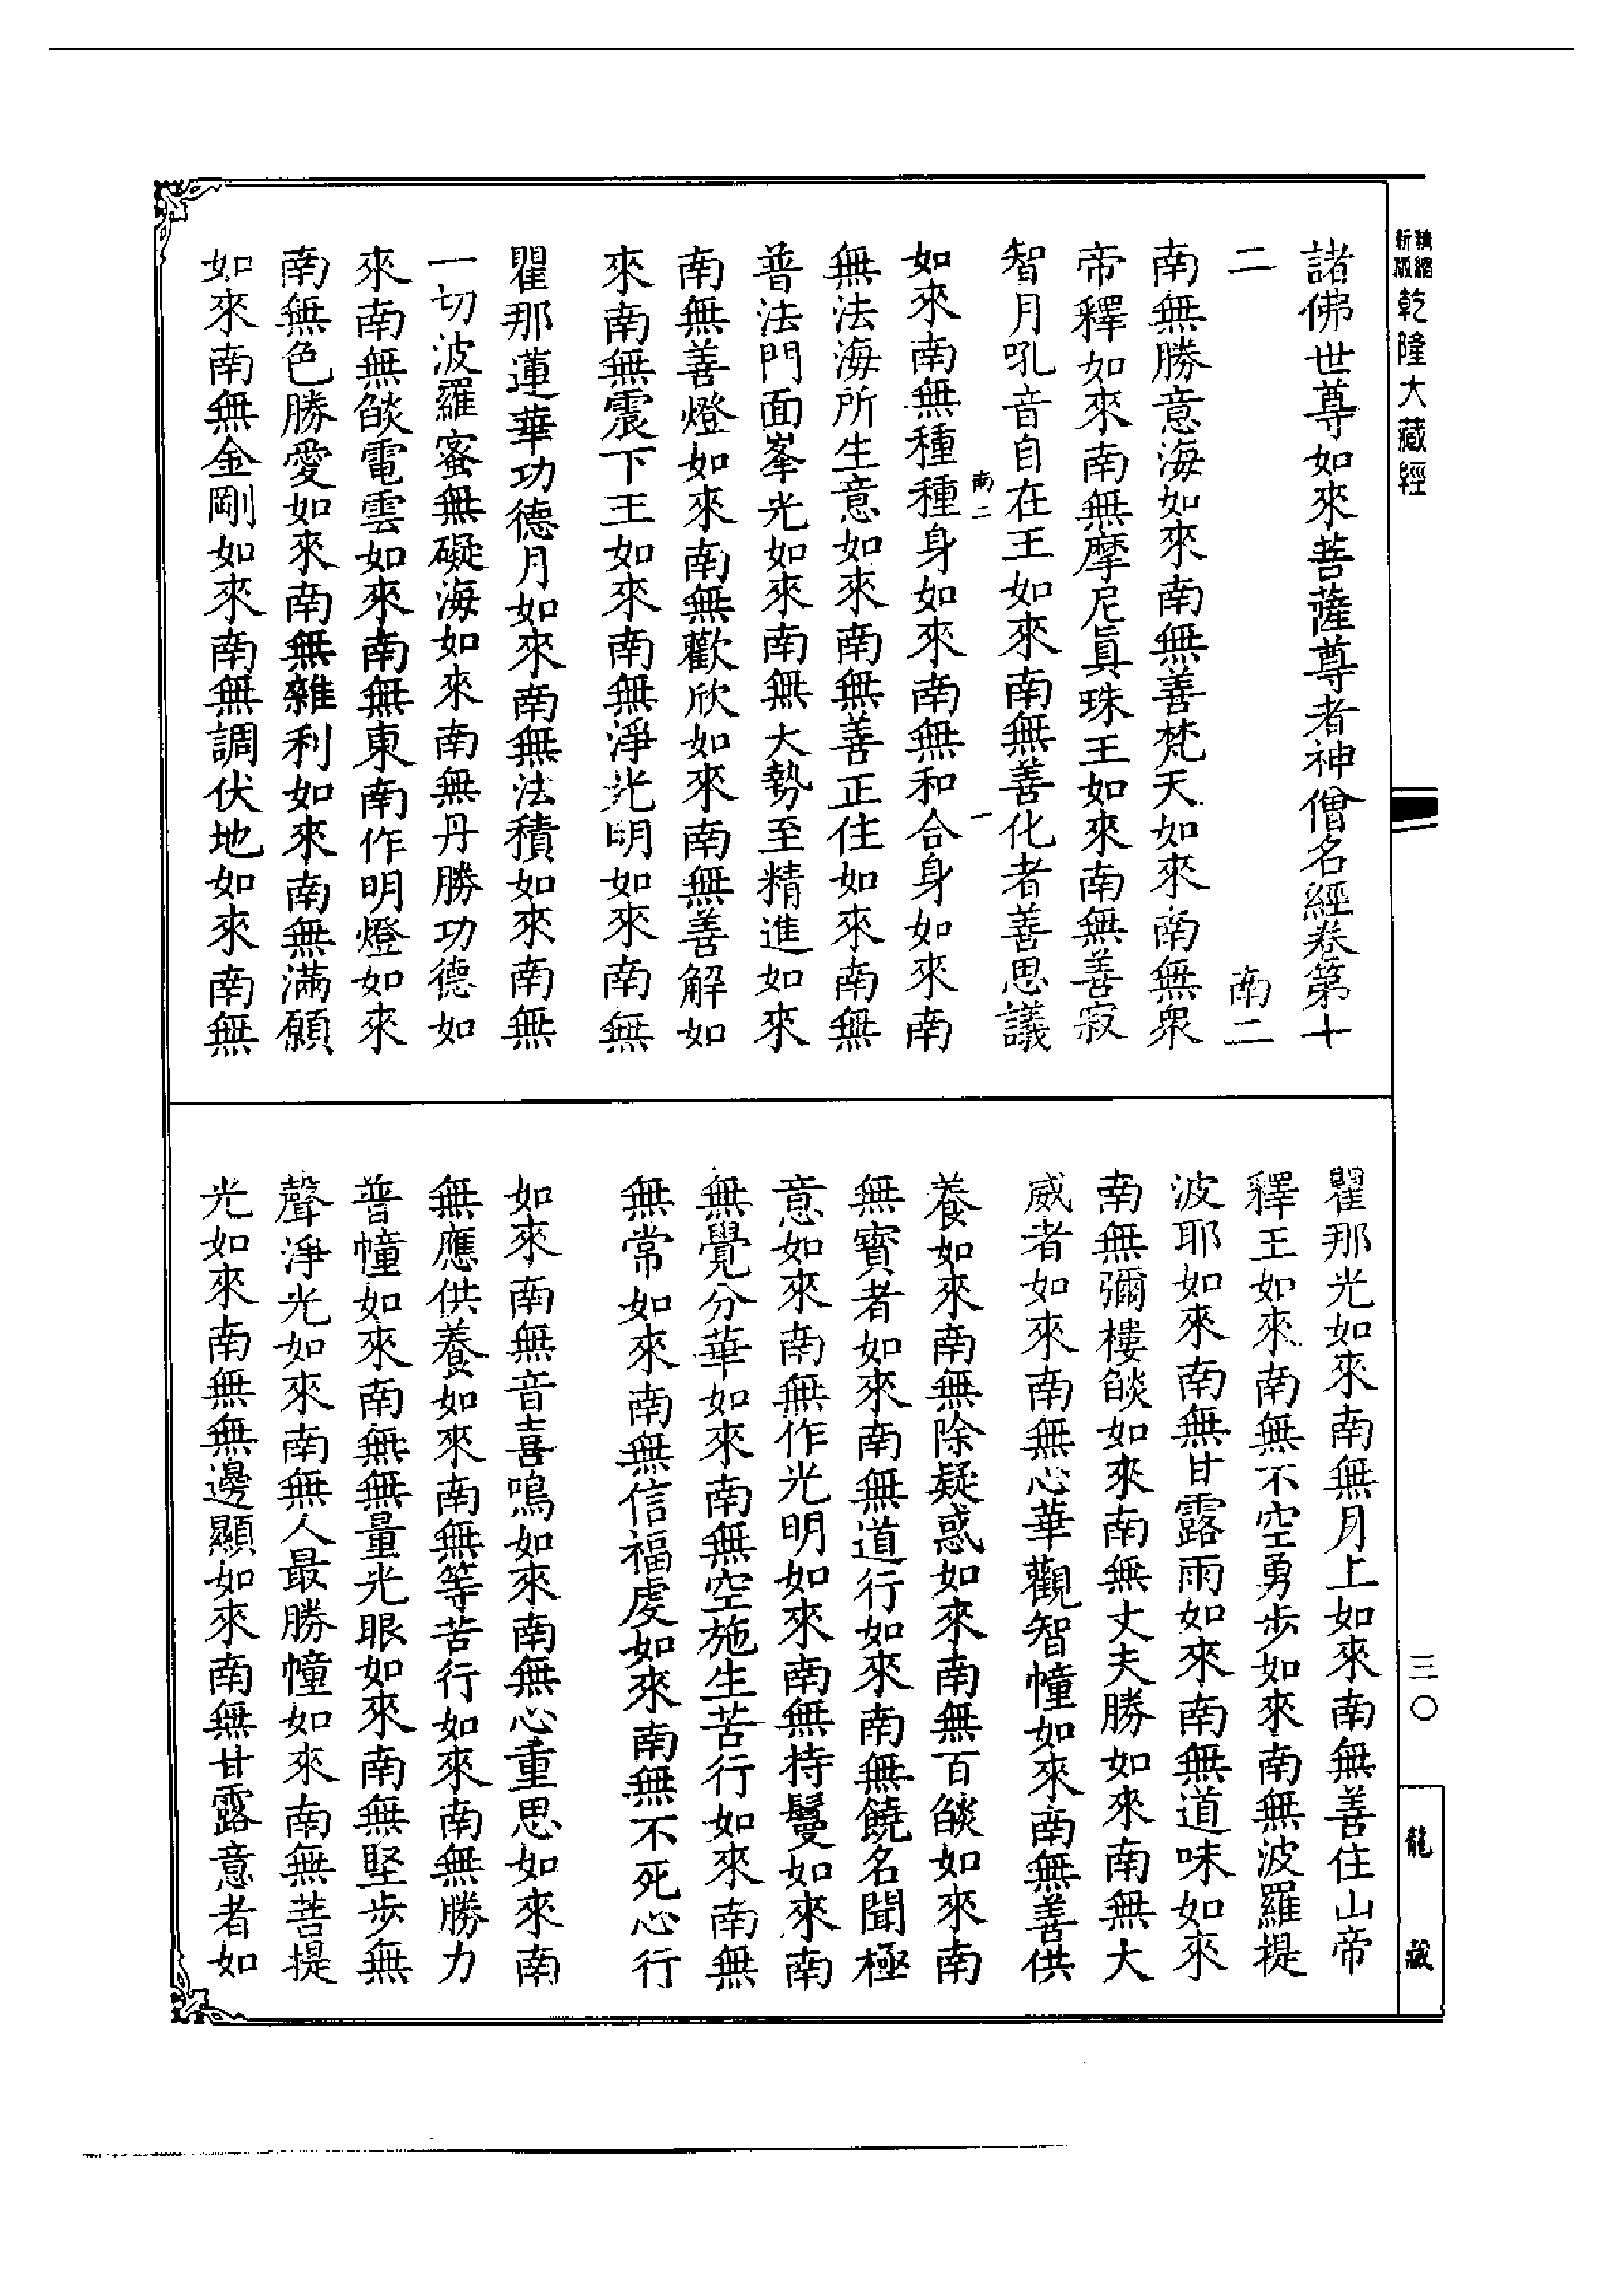 精縮
新版
乾隆大藏經
諸佛世尊如來菩薩尊者神僧名經卷第十
二 南二
南無勝意海如來南無善梵天如來南無衆
帝釋如來南無摩尼眞珠王如來南無善寂
智月吼音自在王如來南無善化者善思議
南二 一
如來南無種種身如來南無和合身如來南
無法海所生意如來南無善正住如來南無
普法門面峯光如來南無大勢至精進如來
南無善燈如來南無歡欣如來南無善解如
來南無震下王如來南無淨光明如來南無
瞿那蓮華功德月如來南無法積如來南無
一切波羅蜜無礙海如來南無丹勝功德如
來南無燄電雲如來南無東南作明燈如來
南無色勝愛如來南無雜利如來南無滿願
如來南無金剛如來南無調伏地如來南無
瞿那光如來南無月上如來南無善住山帝
釋王如來南無不空勇步如來南無波羅提
波耶如來南無甘露雨如來南無道味如來
南無彌樓燄如來南無丈夫勝如來南無大
威者如來南無心華觀智幢如來南無善供
養如來南無除疑惑如來南無百燄如來南
無寶者如來南無道行如來南無饒名聞極
意如來南無作光明如來南無持鬘如來南
無覺分華如來南無空施生苦行如來南無
無常如來南無信福處如來南無不死心行
如來南無音喜鳴如來南無心重思如來南
無應供養如來南無等苦行如來南無勝力
普幢如來南無無量光眼如來南無堅步無
聲淨光如來南無人最勝幢如來南無菩提
光如來南無無邊顯如來南無甘露意者如
三〇
龍藏